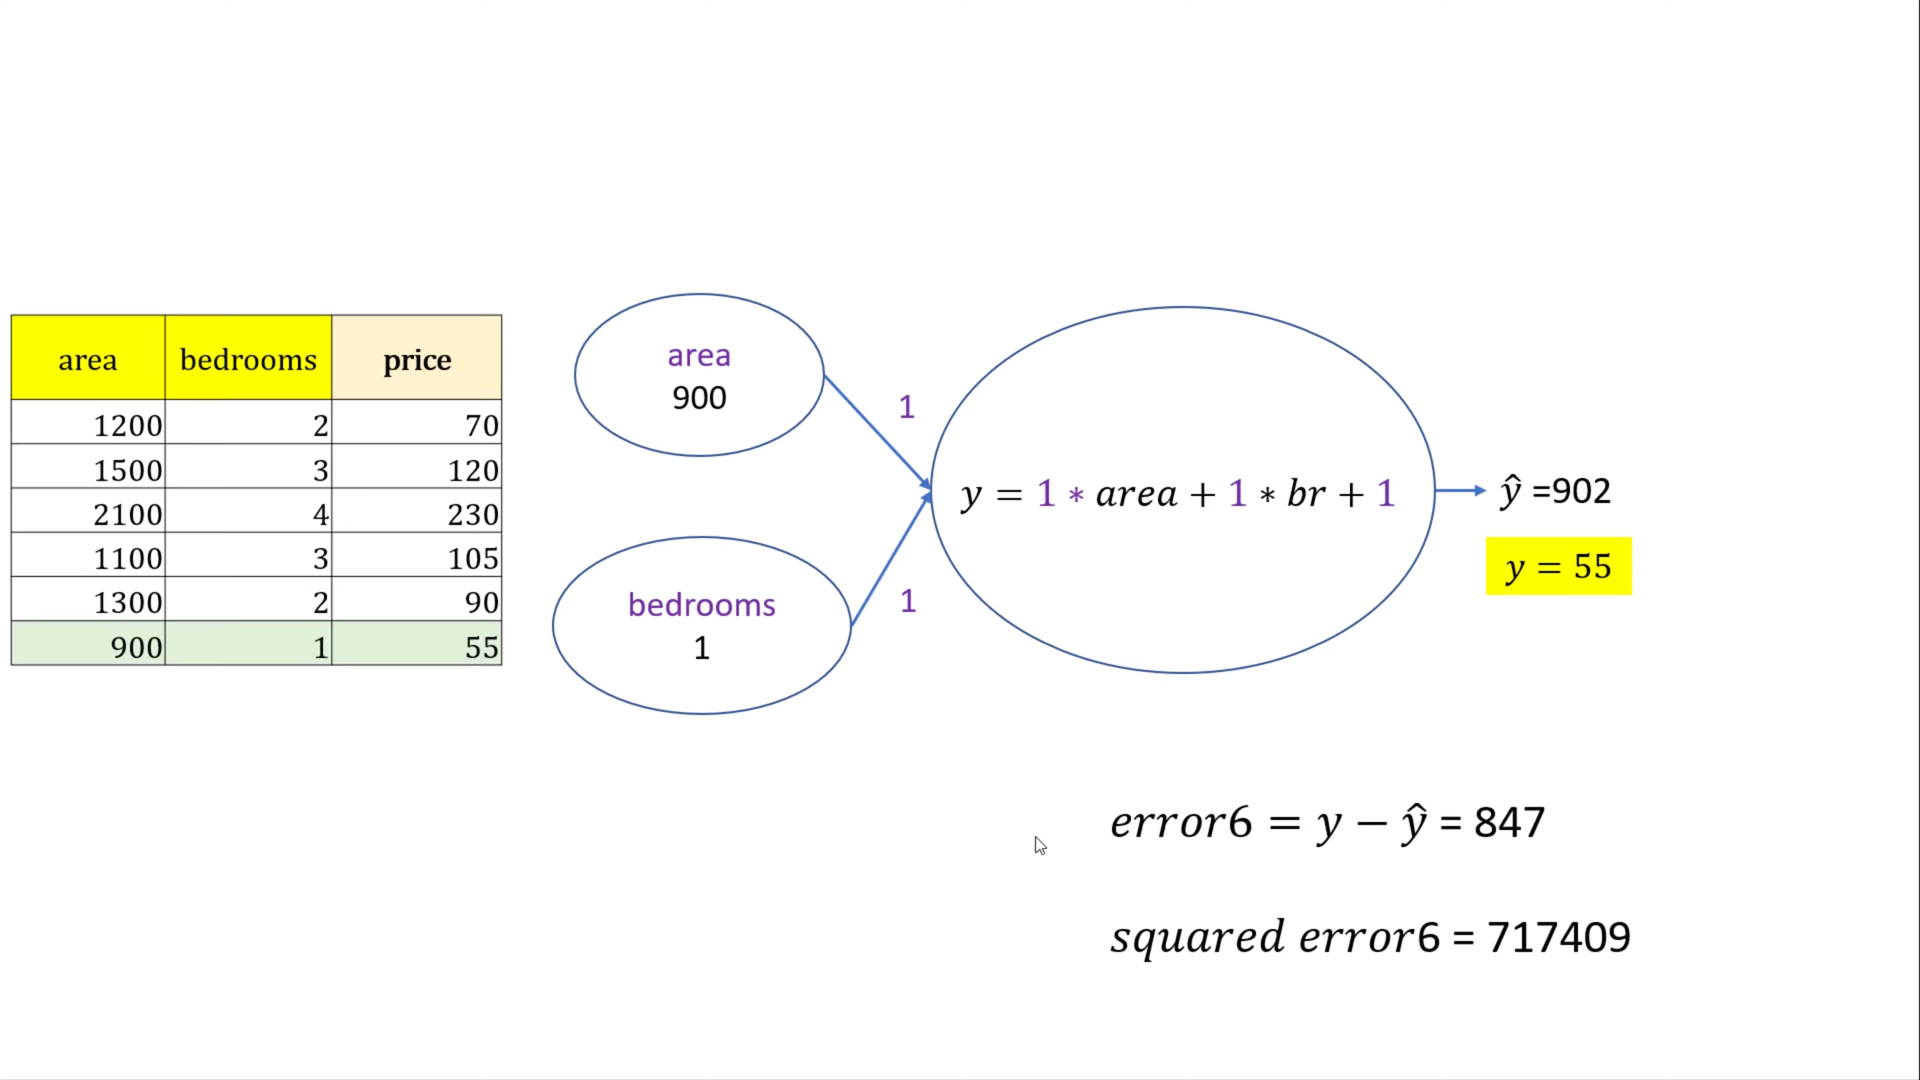 area bedrooms price
1200 2 70
1500 3 120
2100 4 230
1100 3 105
1300 2 90
900 1 55
area
900
1
bedrooms
1
1
y = 1 * area + 1 * br + 1
ŷ =902
y = 55
error6 = y − ŷ = 847
squared error6 = 717409